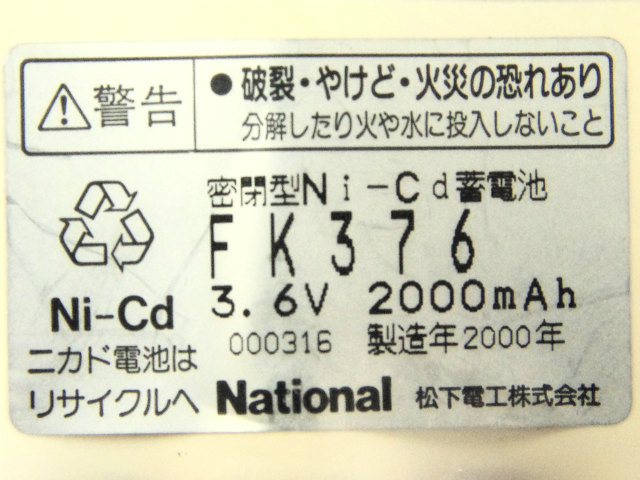 警告
●破裂・やけど・火災の恐れあり
分解したり火や水に投入しないこと
密閉型Ni-Cd蓄電池
FK376
3.6V 2000mAh
000316 製造年2000年
Ni-Cd
ニカド電池は
リサイクルへ
National 松下電工株式会社